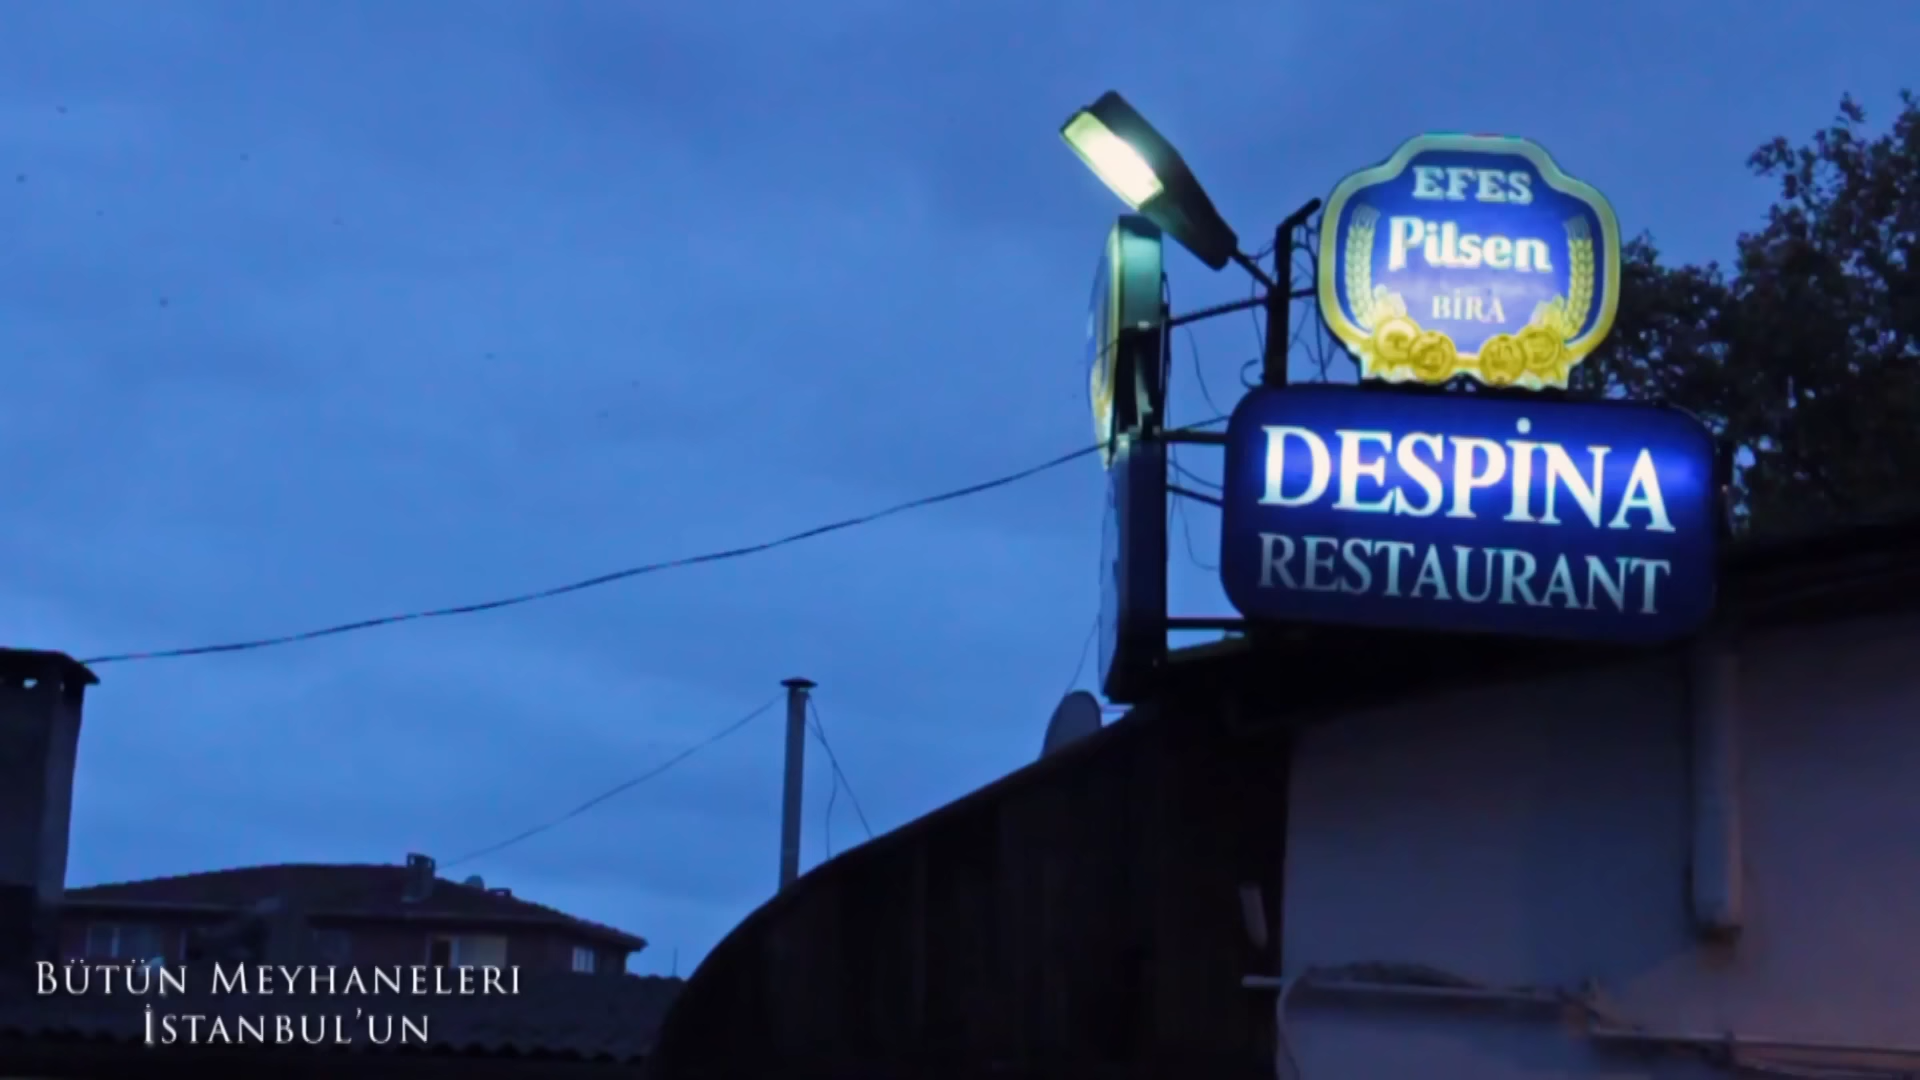 EFES
Pilsen
BİRA
DESPİNA
RESTAURANT
BÜTÜN MEYHANELERI
İSTANBUL'UN